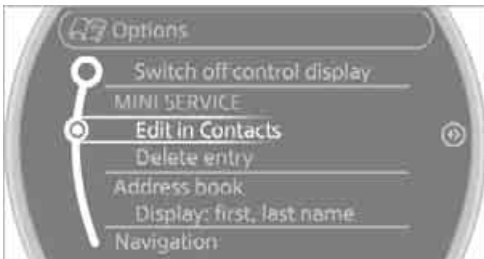 Options
Switch off control display
MINI SERVICE
Edit in Contacts
Delete entry
Address book
Display: first, last name
Navigation